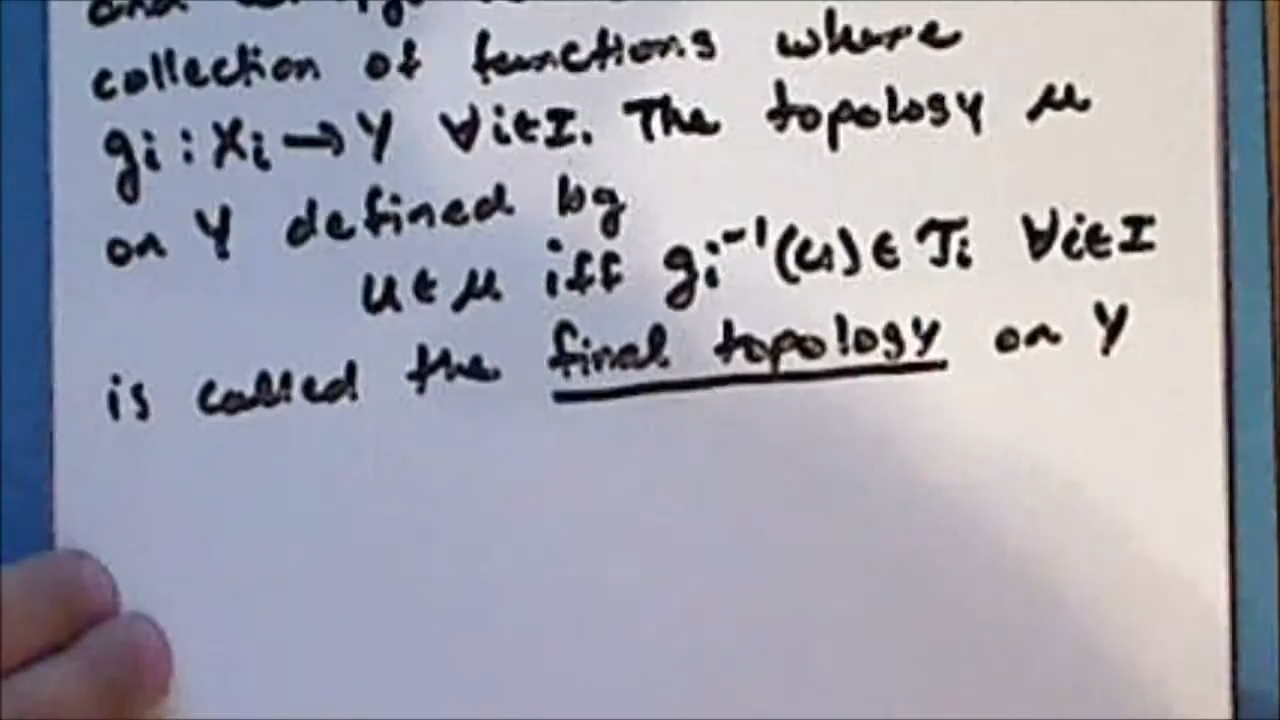 and
collection of functions where
gi : Xi → Y ∀i∈I. The topology μ
on Y defined by
U∈μ iff gi⁻¹(U)∈Ti ∀i∈I
is called the final topology on Y